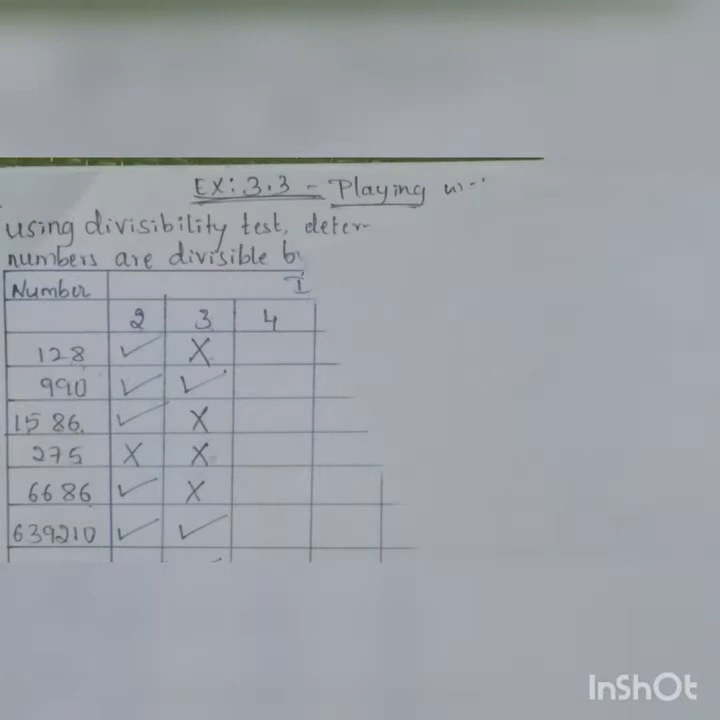 EX: 3.3 - Playing
using divisibility test, deter-
numbers are divisible b
Number
2 3 4
128 ✓ X
990 ✓ ✓
1586. ✓ X
275 X X
6686 ✓ X
639210 ✓ ✓
InShOt